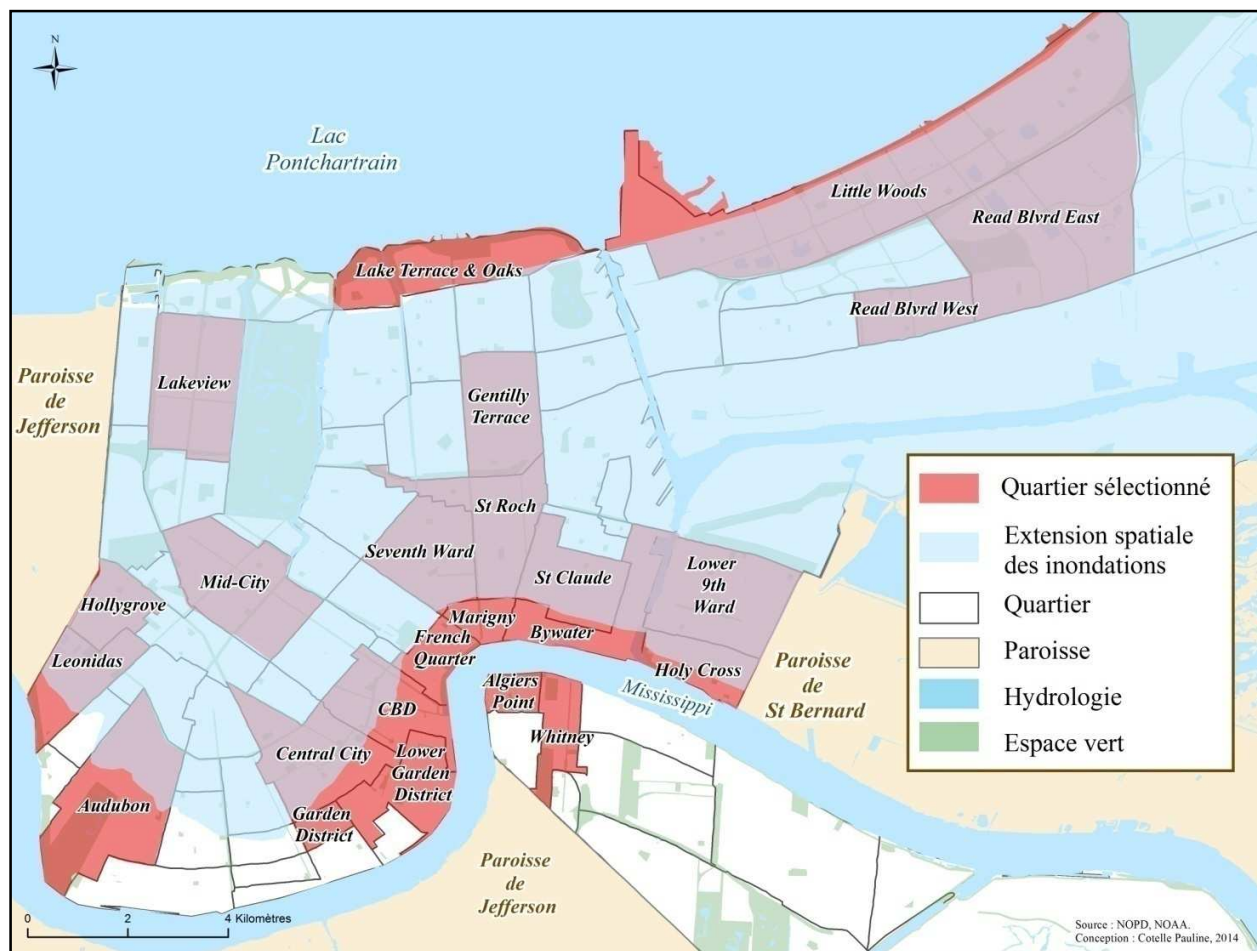 N
Lac
Pontchartrain
Little Woods
Read Blvrd East
Lake Terrace & Oaks
Read Blvrd West
Paroisse
de
Jefferson
Lakeview
Gentilly
Terrace
St Roch
Seventh Ward
Mid-City
St Claude
Lower
9th
Ward
Hollygrove
Leonidas
Marigny
French
Quarter
Bywater
Holy Cross
Paroisse
de
St Bernard
Mississippi
Algiers
Point
CBD
Whitney
Central City
Lower
Garden
District
Garden
District
Audubon
Paroisse
de
Jefferson
Quartier sélectionné
Extension spatiale
des inondations
Quartier
Paroisse
Hydrologie
Espace vert
0 2 4 Kilomètres
Source : NOPD, NOAA.
Conception : Cotelle Pauline, 2014